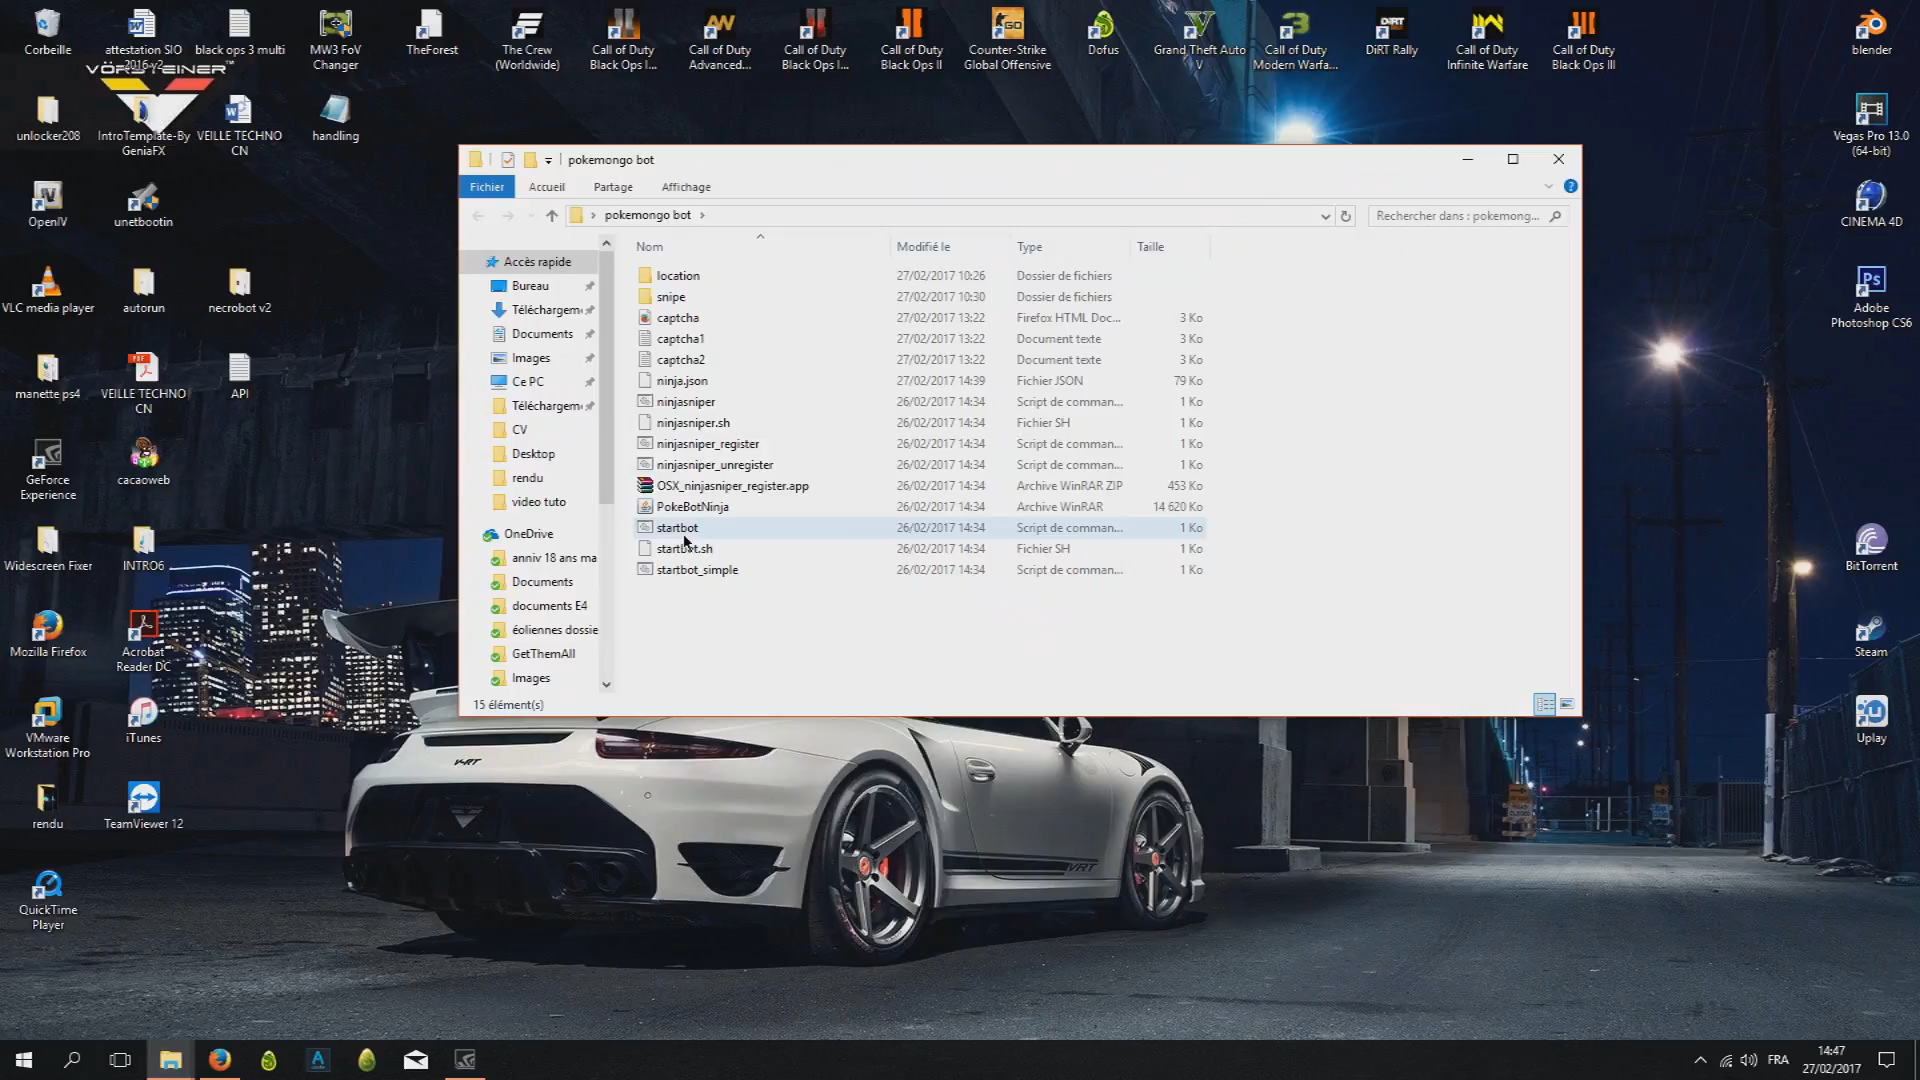 Corbeille
attestation SIO
2016-v2
black ops 3 multi
MW3 FoV
Changer
TheForest
The Crew
(Worldwide)
Call of Duty
Black Ops I...
Call of Duty
Advanced...
Call of Duty
Black Ops I...
Call of Duty
Black Ops II
Counter-Strike
Global Offensive
Dofus
Grand Theft Auto
V
Call of Duty
Modern Warfa...
DiRT Rally
Call of Duty
Infinite Warfare
Call of Duty
Black Ops III
blender
VÖRSTEINER™
unlocker208
IntroTemplate-By
GeniaFX
VEILLE TECHNO
CN
handling
Vegas Pro 13.0
(64-bit)
OpenIV
unetbootin
CINEMA 4D
VLC media player
autorun
necrobot v2
Adobe
Photoshop CS6
manette ps4
VEILLE TECHNO
CN
API
GeForce
Experience
cacaoweb
Widescreen Fixer
INTRO6
BitTorrent
Mozilla Firefox
Acrobat
Reader DC
Steam
VMware
Workstation Pro
iTunes
Uplay
rendu
TeamViewer 12
QuickTime
Player
pokemongo bot
Fichier
Accueil
Partage
Affichage
pokemongo bot
Rechercher dans : pokemong...
Accès rapide
Bureau
Téléchargem
Documents
Images
Ce PC
Téléchargem
CV
Desktop
rendu
video tuto
OneDrive
anniv 18 ans ma
Documents
documents E4
éoliennes dossie
GetThemAll
Images
Nom Modifié le Type Taille
location 27/02/2017 10:26 Dossier de fichiers
snipe 27/02/2017 10:30 Dossier de fichiers
captcha 27/02/2017 13:22 Firefox HTML Doc... 3 Ko
captcha1 27/02/2017 13:22 Document texte 3 Ko
captcha2 27/02/2017 13:22 Document texte 3 Ko
ninja.json 27/02/2017 14:39 Fichier JSON 79 Ko
ninjasniper 26/02/2017 14:34 Script de comman... 1 Ko
ninjasniper.sh 26/02/2017 14:34 Fichier SH 1 Ko
ninjasniper_register 26/02/2017 14:34 Script de comman... 1 Ko
ninjasniper_unregister 26/02/2017 14:34 Script de comman... 1 Ko
OSX_ninjasniper_register.app 26/02/2017 14:34 Archive WinRAR ZIP 453 Ko
PokeBotNinja 26/02/2017 14:34 Archive WinRAR 14 620 Ko
startbot 26/02/2017 14:34 Script de comman... 1 Ko
startbot.sh 26/02/2017 14:34 Fichier SH 1 Ko
startbot_simple 26/02/2017 14:34 Script de comman... 1 Ko
15 élément(s)
V-RT
VRT
FRA
14:47
27/02/2017